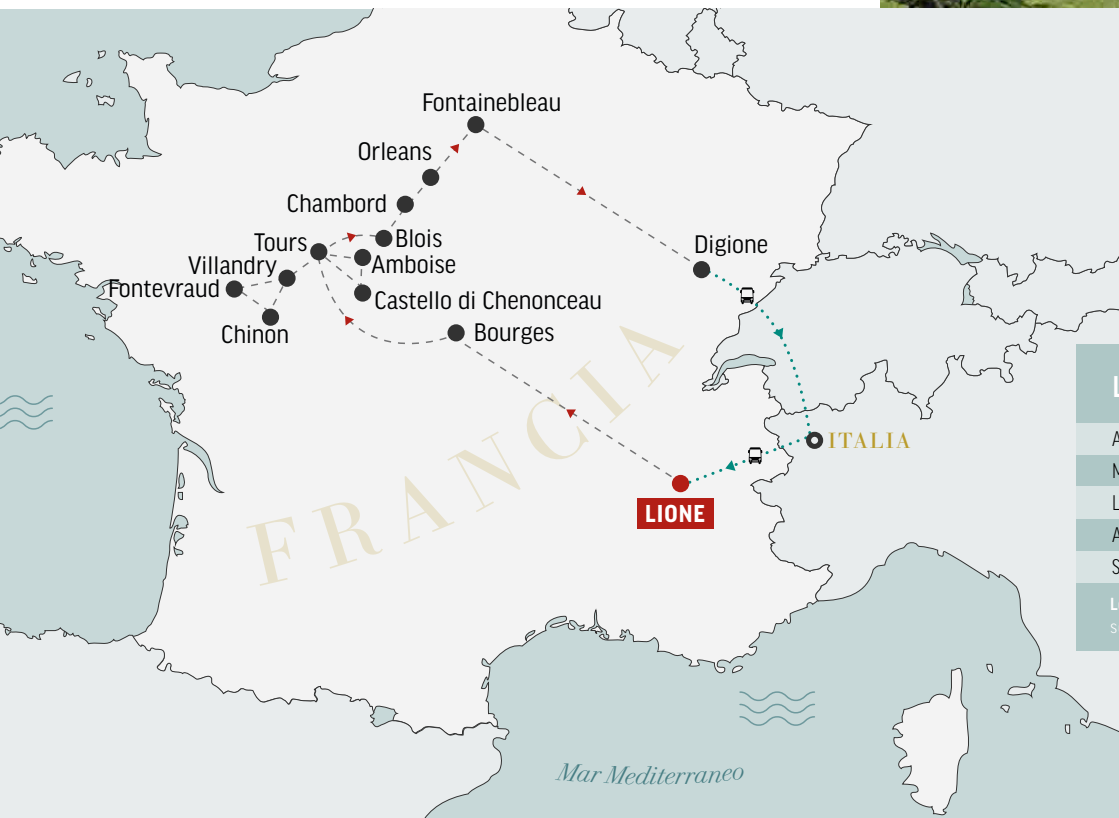 Fontainebleau
Orleans
Chambord
Tours
Blois
Digione
Villandry
Amboise
Fontevraud
Castello di Chenonceau
Chinon
Bourges
FRANCIA
ITALIA
LIONE
Mar Mediterraneo